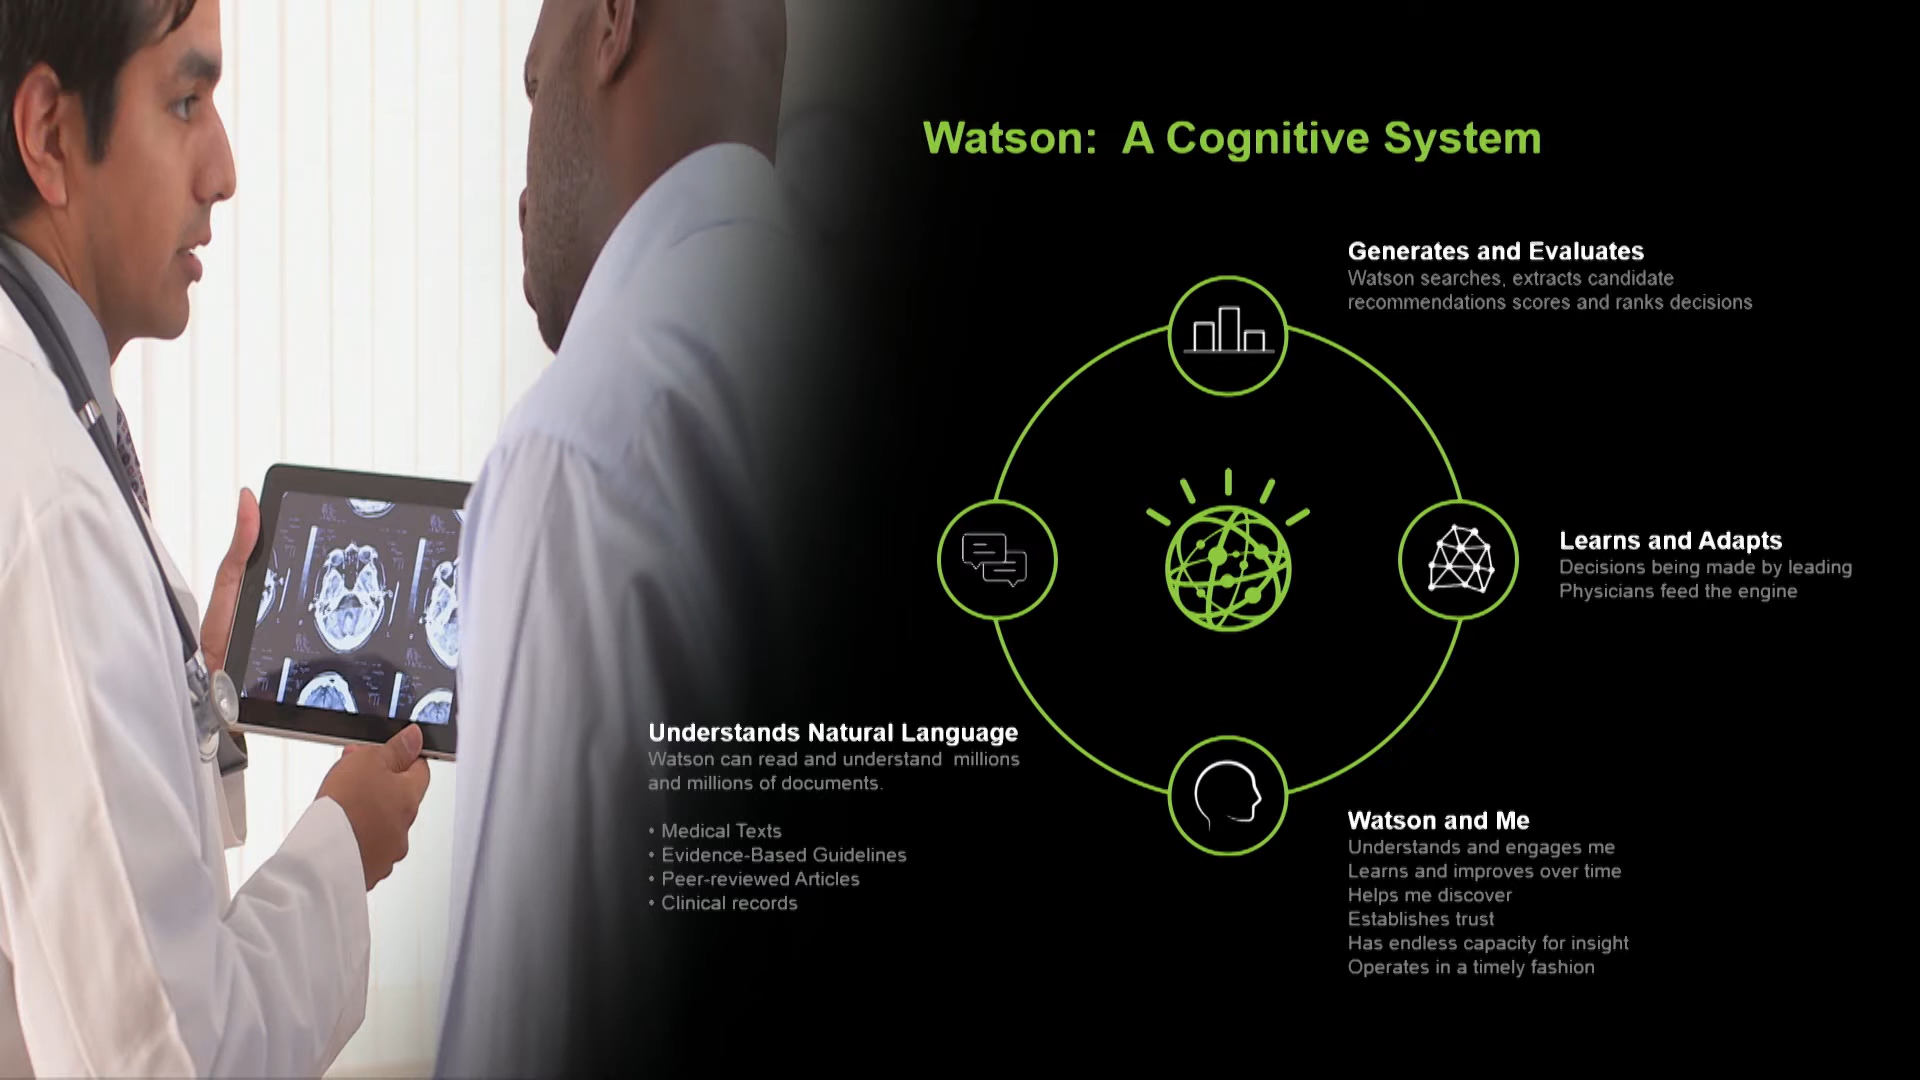 Watson:  A Cognitive System
Generates and Evaluates
Watson searches, extracts candidate
recommendations scores and ranks decisions
Learns and Adapts
Decisions being made by leading
Physicians feed the engine
Understands Natural Language
Watson can read and understand  millions
and millions of documents.
• Medical Texts
• Evidence-Based Guidelines
• Peer-reviewed Articles
• Clinical records
Watson and Me
Understands and engages me
Learns and improves over time
Helps me discover
Establishes trust
Has endless capacity for insight
Operates in a timely fashion